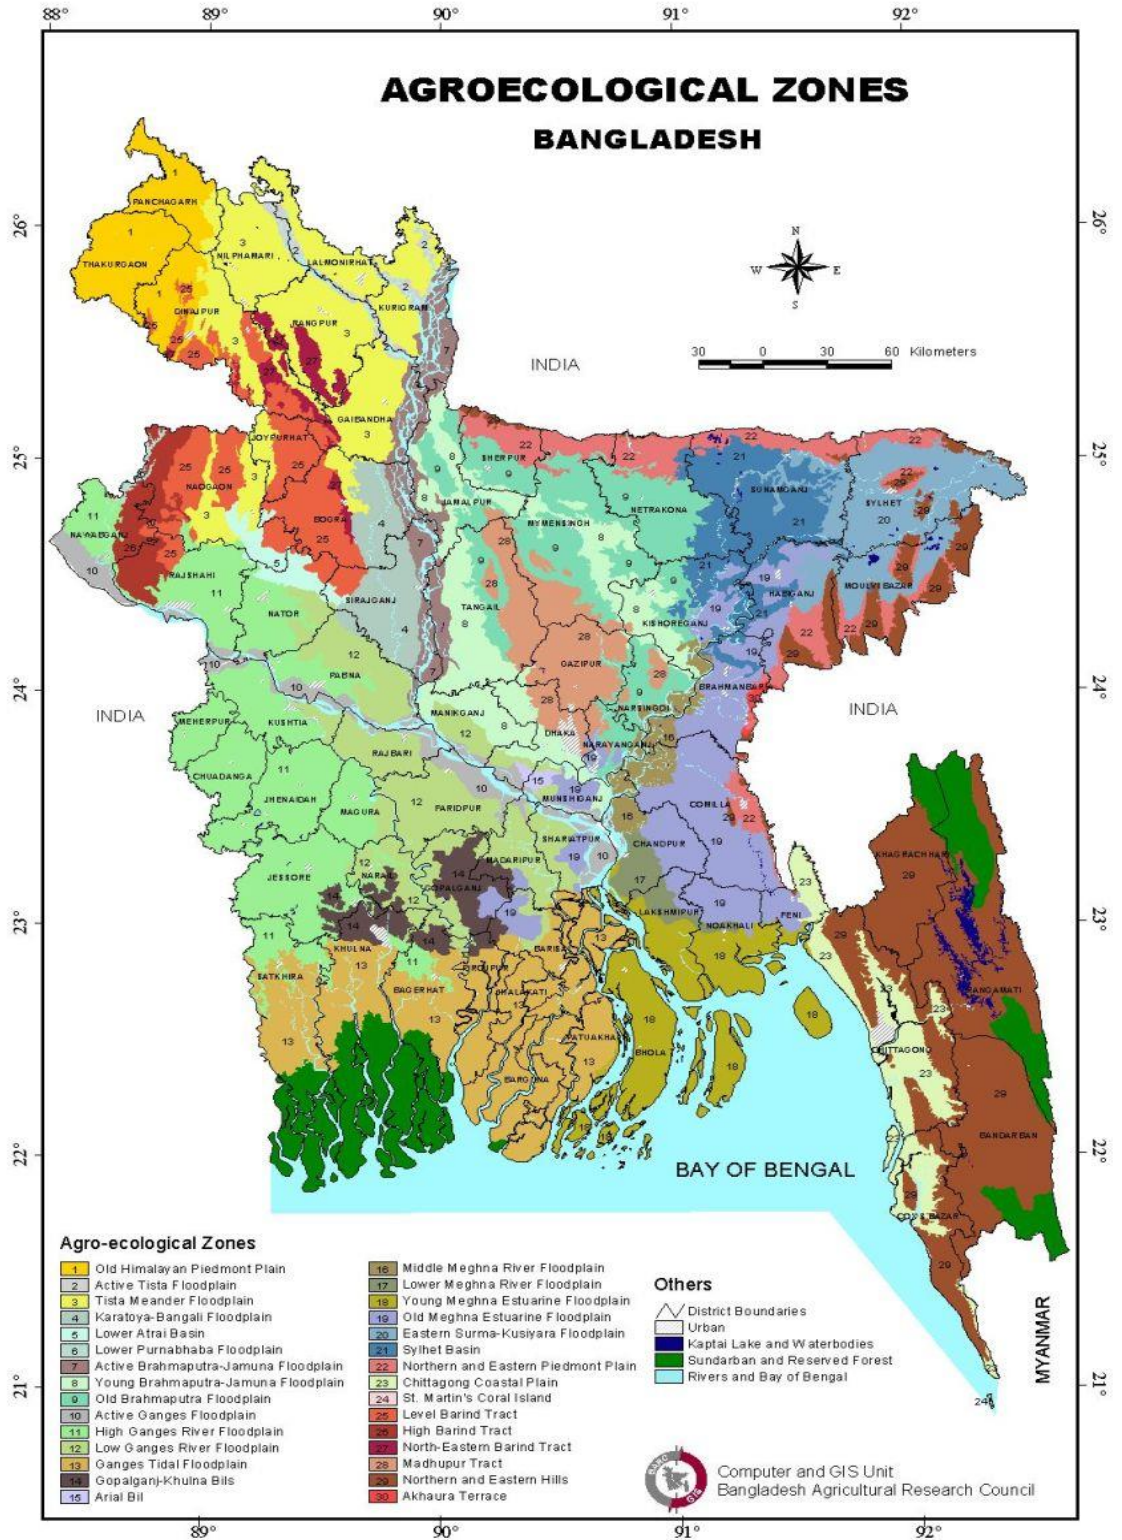 88° 89° 90° 91° 92°
AGROECOLOGICAL ZONES
BANGLADESH
26° 26°
25° 25°
24° 24°
23° 23°
22° 22°
21° 21°
N
W E
S
30 0 30 60 Kilometers
INDIA
INDIA
INDIA
PANCHAGARH
THAKURGAON
NILPHAMARI
LALMONIRHAT
DINAJPUR
RANGPUR
KURIGRAM
GAIBANDHA
JOYPURHAT
NAOGAON
BOGRA
NAWABGANJ
RAJSHAHI
NATOR
SIRAJGANJ
PABNA
SHERPUR
JAMALPUR
MYMENSINGH
NETRAKONA
SUNAMGANJ
SYLHET
MOULVI BAZAR
HABIGANJ
KISHOREGANJ
TANGAIL
GAZIPUR
NARSINGDI
BRAHMANBARIA
MANIKGANJ
DHAKA
NARAYANGANJ
MUNSHIGANJ
MEHERPUR
KUSHTIA
CHUADANGA
JHENAIDAH
MAGURA
RAJBARI
FARIDPUR
SHARIATPUR
MADARIPUR
GOPALGANJ
NARAIL
JESSORE
COMILLA
CHANDPUR
LAKSHMIPUR
NOAKHALI
FENI
KHULNA
SATKHIRA
BAGERHAT
BARISAL
BARGUNA
BHOLA
KHAGRACHHARI
RANGAMATI
CHITTAGONG
BANDARBAN
COX'S BAZAR
BAY OF BENGAL
MYANMAR
Agro-ecological Zones
1 Old Himalayan Piedmont Plain
2 Active Tista Floodplain
3 Tista Meander Floodplain
4 Karatoya-Bangali Floodplain
5 Lower Atrai Basin
6 Lower Purnabhaba Floodplain
7 Active Brahmaputra-Jamuna Floodplain
8 Young Brahmaputra-Jamuna Floodplain
9 Old Brahmaputra Floodplain
10 Active Ganges Floodplain
11 High Ganges River Floodplain
12 Low Ganges River Floodplain
13 Ganges Tidal Floodplain
14 Gopalganj-Khulna Bils
15 Arial Bil
16 Middle Meghna River Floodplain
17 Lower Meghna River Floodplain
18 Young Meghna Estuarine Floodplain
19 Old Meghna Estuarine Floodplain
20 Eastern Surma-Kusiyara Floodplain
21 Sylhet Basin
22 Northern and Eastern Piedmont Plain
23 Chittagong Coastal Plain
24 St. Martin's Coral Island
25 Level Barind Tract
26 High Barind Tract
27 North-Eastern Barind Tract
28 Madhupur Tract
29 Northern and Eastern Hills
30 Akhaura Terrace
Others
District Boundaries
Urban
Kaptai Lake and Waterbodies
Sundarban and Reserved Forest
Rivers and Bay of Bengal
BARC
GIS
Computer and GIS Unit
Bangladesh Agricultural Research Council
89° 90° 91° 92°